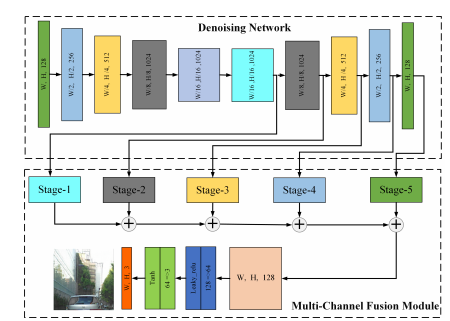 Denoising Network
W, H, 128
W/2, H/2, 256
W/4, H/4, 512
W/8, H/8, 1024
W/16 ,H/16 ,1024
W/16 ,H/16 ,1024
W/8, H/8, 1024
W/4, H/4, 512
W/2, H/2, 256
W, H, 128
Stage-1
Stage-2
Stage-3
Stage-4
Stage-5
W, H, 3
Tanh
64 => 3
Leaky_relu
128 => 64
W, H, 128
Multi-Channel Fusion Module